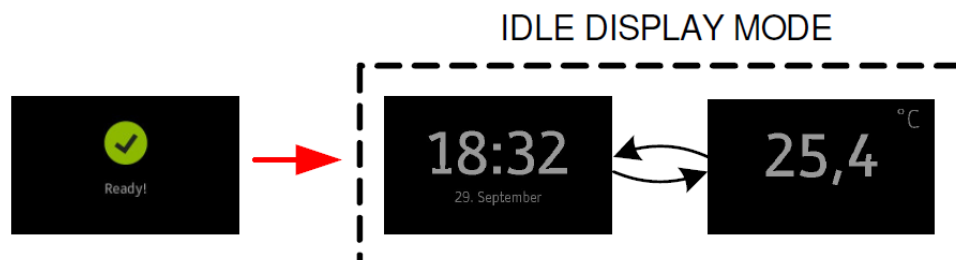 IDLE DISPLAY MODE
Ready!
18:32
29. September
°C
25,4